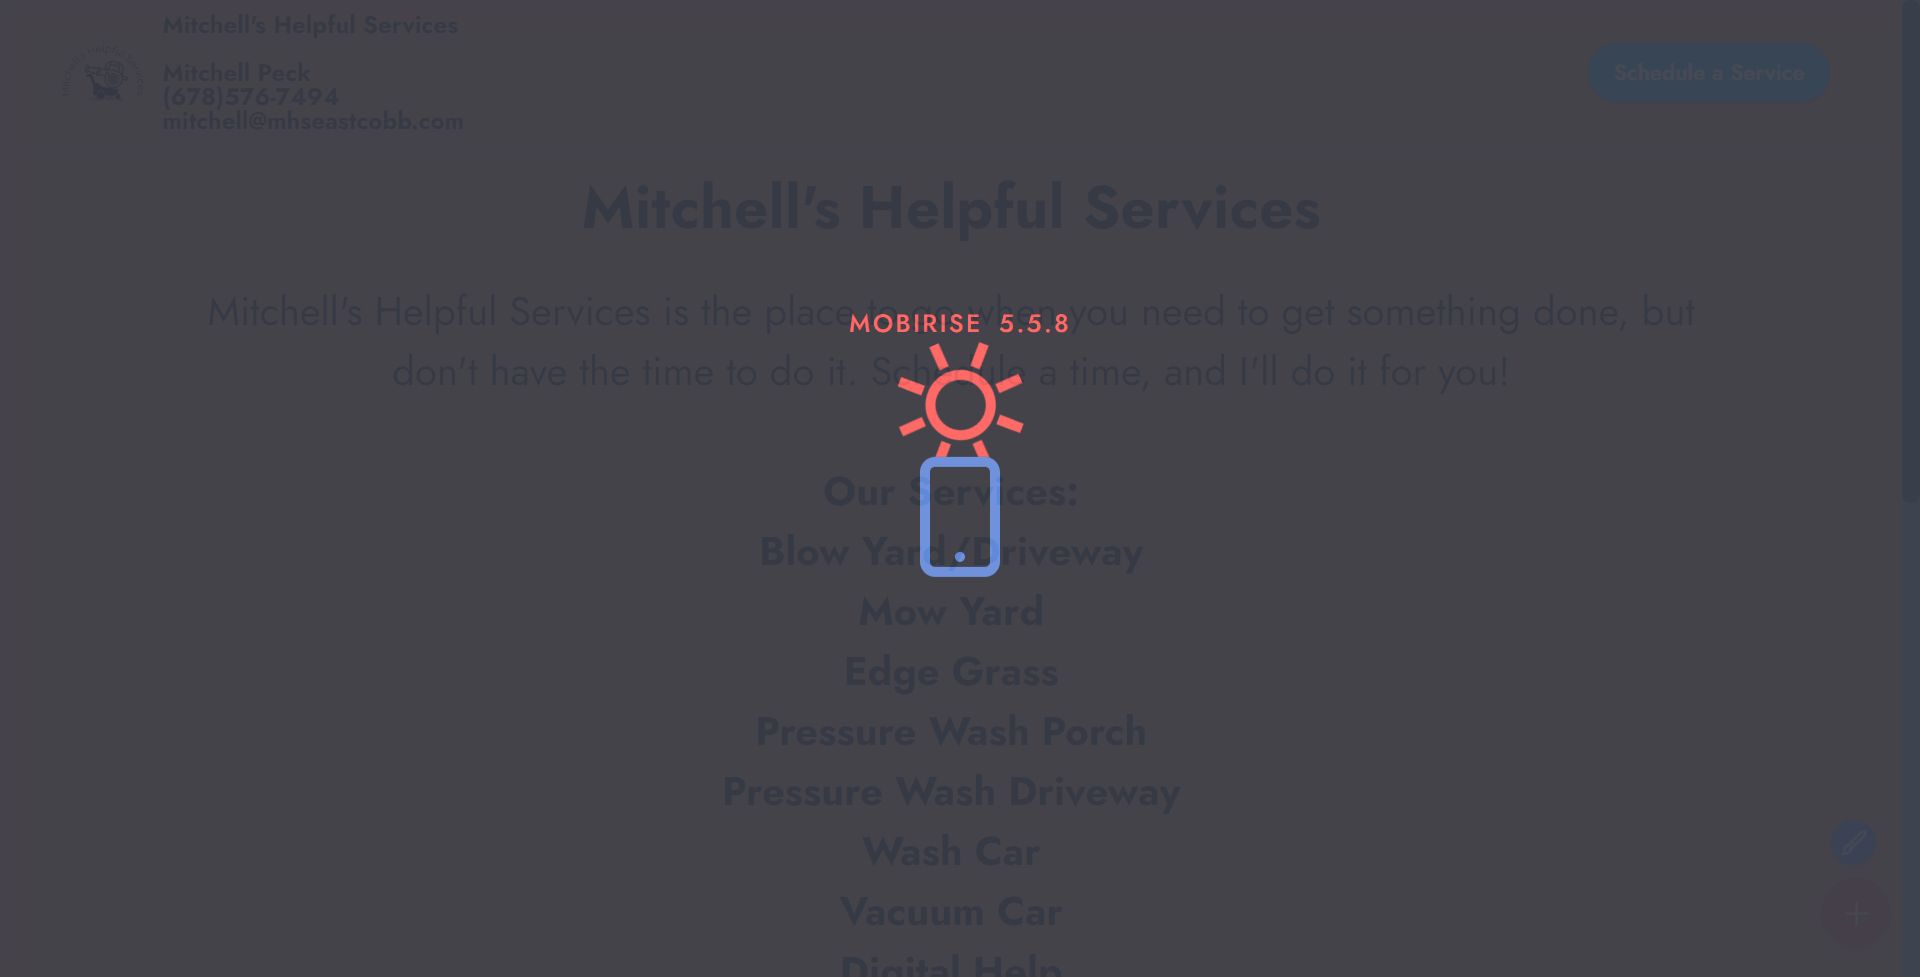 Mitchell's Helpful Services
Mitchell's Helpful Services
Mitchell Peck
(678)576-7494
mitchell@mhseastcobb.com
Schedule a Service
Mitchell's Helpful Services
Mitchell's Helpful Services is the place to go when you need to get something done, but
MOBIRISE 5.5.8
don't have the time to do it. Schedule a time, and I'll do it for you!
Our Services:
Blow Yard/Driveway
Mow Yard
Edge Grass
Pressure Wash Porch
Pressure Wash Driveway
Wash Car
Vacuum Car
Digital Help